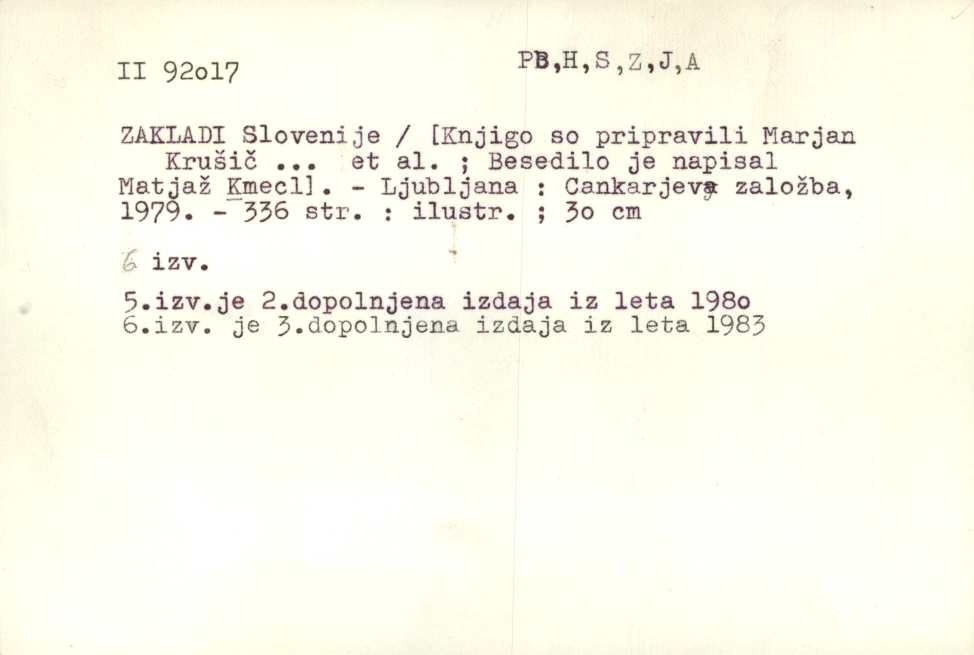 II 92o17
PB,H,S,Z,J,A
ZAKLADI Slovenije / [Knjigo so pripravili Marjan
Krušič ... et al. ; Besedilo je napisal
Matjaž Kmecl]. - Ljubljana : Cankarjeva založba,
1979. - 336 str. : ilustr. ; 3o cm
6 izv.
5.izv.je 2.dopolnjena izdaja iz leta 198o
6.izv. je 3.dopolnjena izdaja iz leta 1983